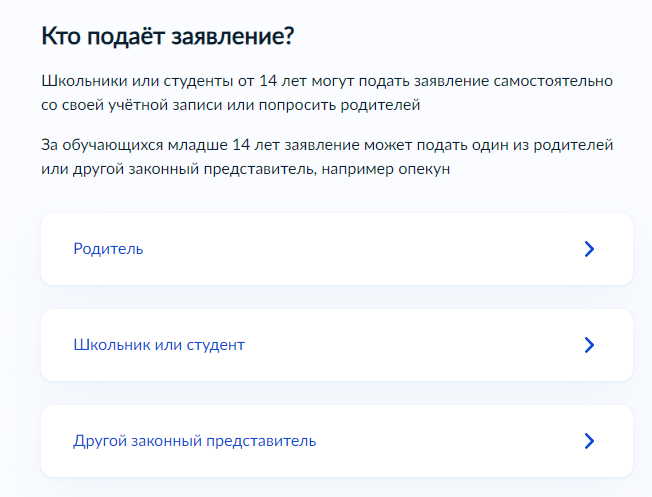 Кто подаёт заявление?
Школьники или студенты от 14 лет могут подать заявление самостоятельно
со своей учётной записи или попросить родителей
За обучающихся младше 14 лет заявление может подать один из родителей
или другой законный представитель, например опекун
Родитель
Школьник или студент
Другой законный представитель